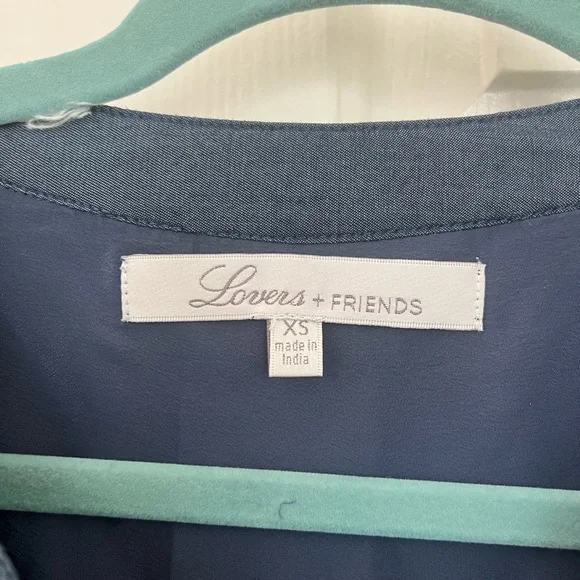 Lovers + FRIENDS
XS
made in
India